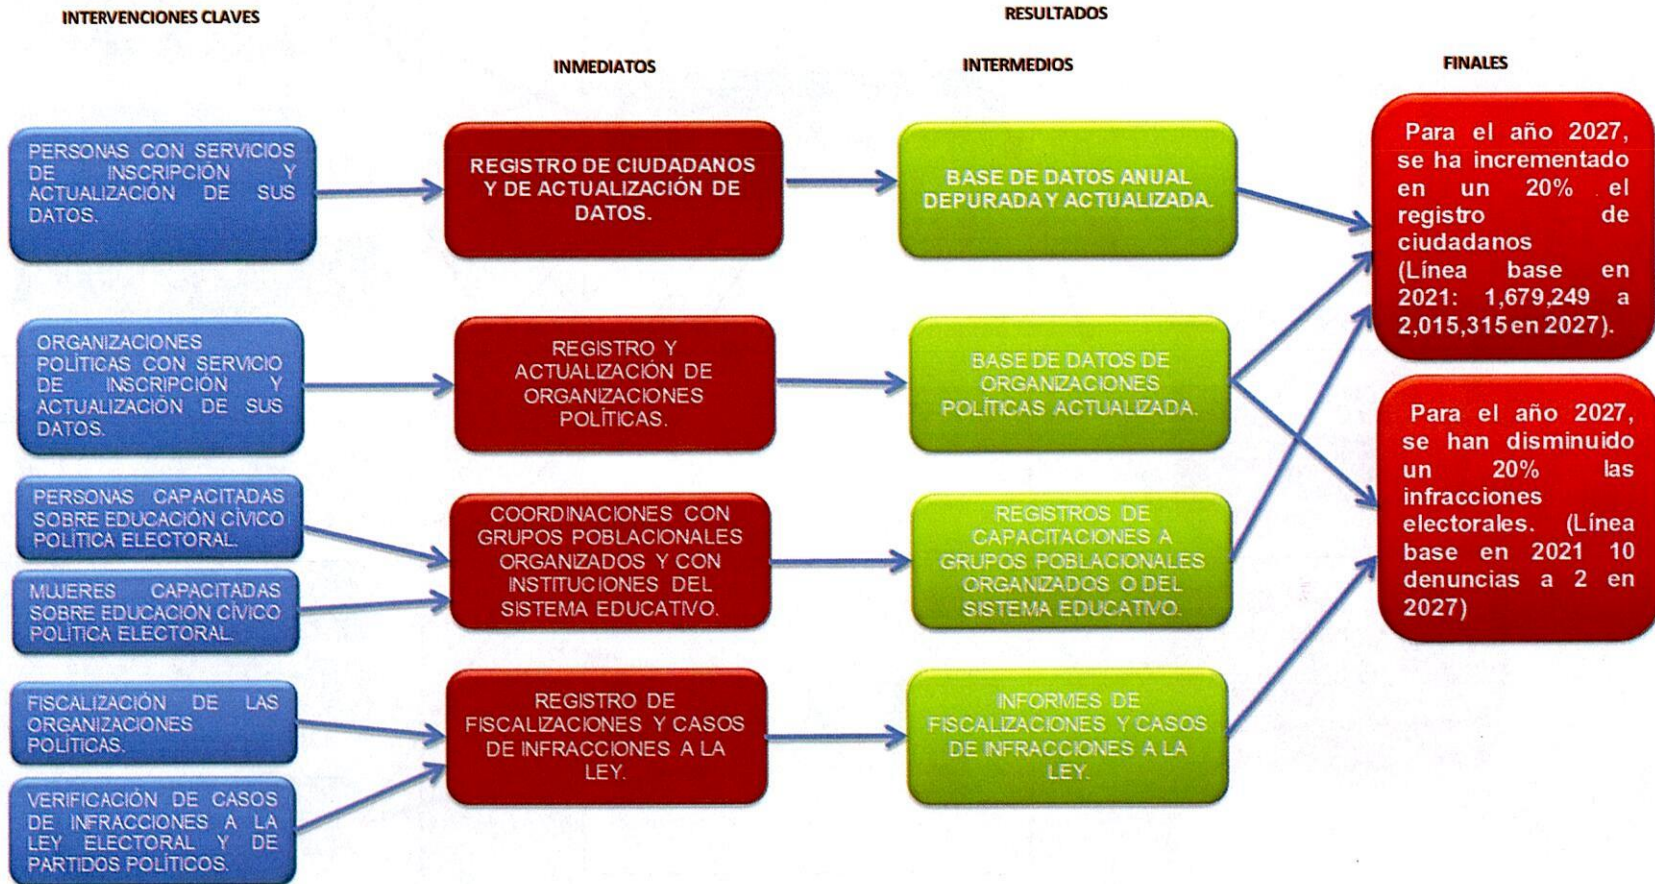 INTERVENCIONES CLAVES
RESULTADOS
INMEDIATOS
INTERMEDIOS
FINALES
PERSONAS CON SERVICIOS
DE INSCRIPCIÓN Y
ACTUALIZACIÓN DE SUS
DATOS.
REGISTRO DE CIUDADANOS
Y DE ACTUALIZACIÓN DE
DATOS.
BASE DE DATOS ANUAL
DEPURADA Y ACTUALIZADA.
Para el año 2027,
se ha incrementado
en un 20% el
registro de
ciudadanos
(Línea base en
2021: 1,679,249 a
2,015,315 en 2027).
ORGANIZACIONES
POLÍTICAS CON SERVICIO
DE INSCRIPCIÓN Y
ACTUALIZACIÓN DE SUS
DATOS.
REGISTRO Y
ACTUALIZACIÓN DE
ORGANIZACIONES
POLÍTICAS.
BASE DE DATOS DE
ORGANIZACIONES
POLÍTICAS ACTUALIZADA.
Para el año 2027,
se han disminuido
un 20% las
infracciones
electorales. (Línea
base en 2021 10
denuncias a 2 en
2027)
PERSONAS CAPACITADAS
SOBRE EDUCACIÓN CÍVICO
POLÍTICA ELECTORAL.
MUJERES CAPACITADAS
SOBRE EDUCACIÓN CÍVICO
POLÍTICA ELECTORAL.
COORDINACIONES CON
GRUPOS POBLACIONALES
ORGANIZADOS Y CON
INSTITUCIONES DEL
SISTEMA EDUCATIVO.
REGISTROS DE
CAPACITACIONES A
GRUPOS POBLACIONALES
ORGANIZADOS O DEL
SISTEMA EDUCATIVO.
FISCALIZACIÓN DE LAS
ORGANIZACIONES
POLÍTICAS.
VERIFICACIÓN DE CASOS
DE INFRACCIONES A LA
LEY ELECTORAL Y DE
PARTIDOS POLÍTICOS.
REGISTRO DE
FISCALIZACIONES Y CASOS
DE INFRACCIONES A LA
LEY.
INFORMES DE
FISCALIZACIONES Y CASOS
DE INFRACCIONES A LA
LEY.